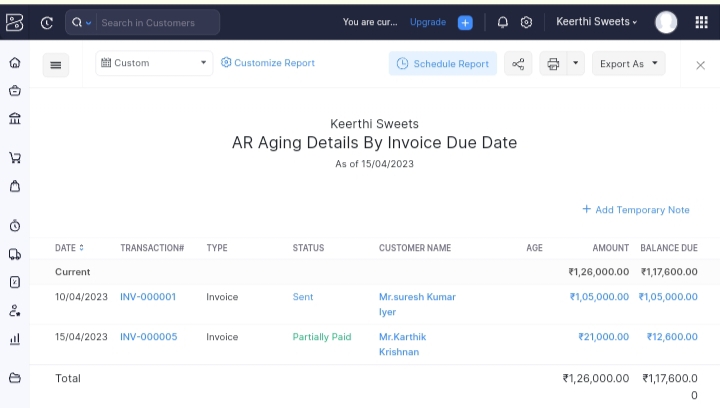 Search in Customers
You are cur... Upgrade
Keerthi Sweets
Custom
Customize Report
Schedule Report
Export As
Keerthi Sweets
AR Aging Details By Invoice Due Date
As of 15/04/2023
+ Add Temporary Note
DATE TRANSACTION# TYPE STATUS CUSTOMER NAME AGE AMOUNT BALANCE DUE
Current ₹1,26,000.00 ₹1,17,600.00
10/04/2023 INV-000001 Invoice Sent Mr.suresh Kumar ₹1,05,000.00 ₹1,05,000.00
Iyer
15/04/2023 INV-000005 Invoice Partially Paid Mr.Karthik ₹21,000.00 ₹12,600.00
Krishnan
Total ₹1,26,000.00 ₹1,17,600.0
0